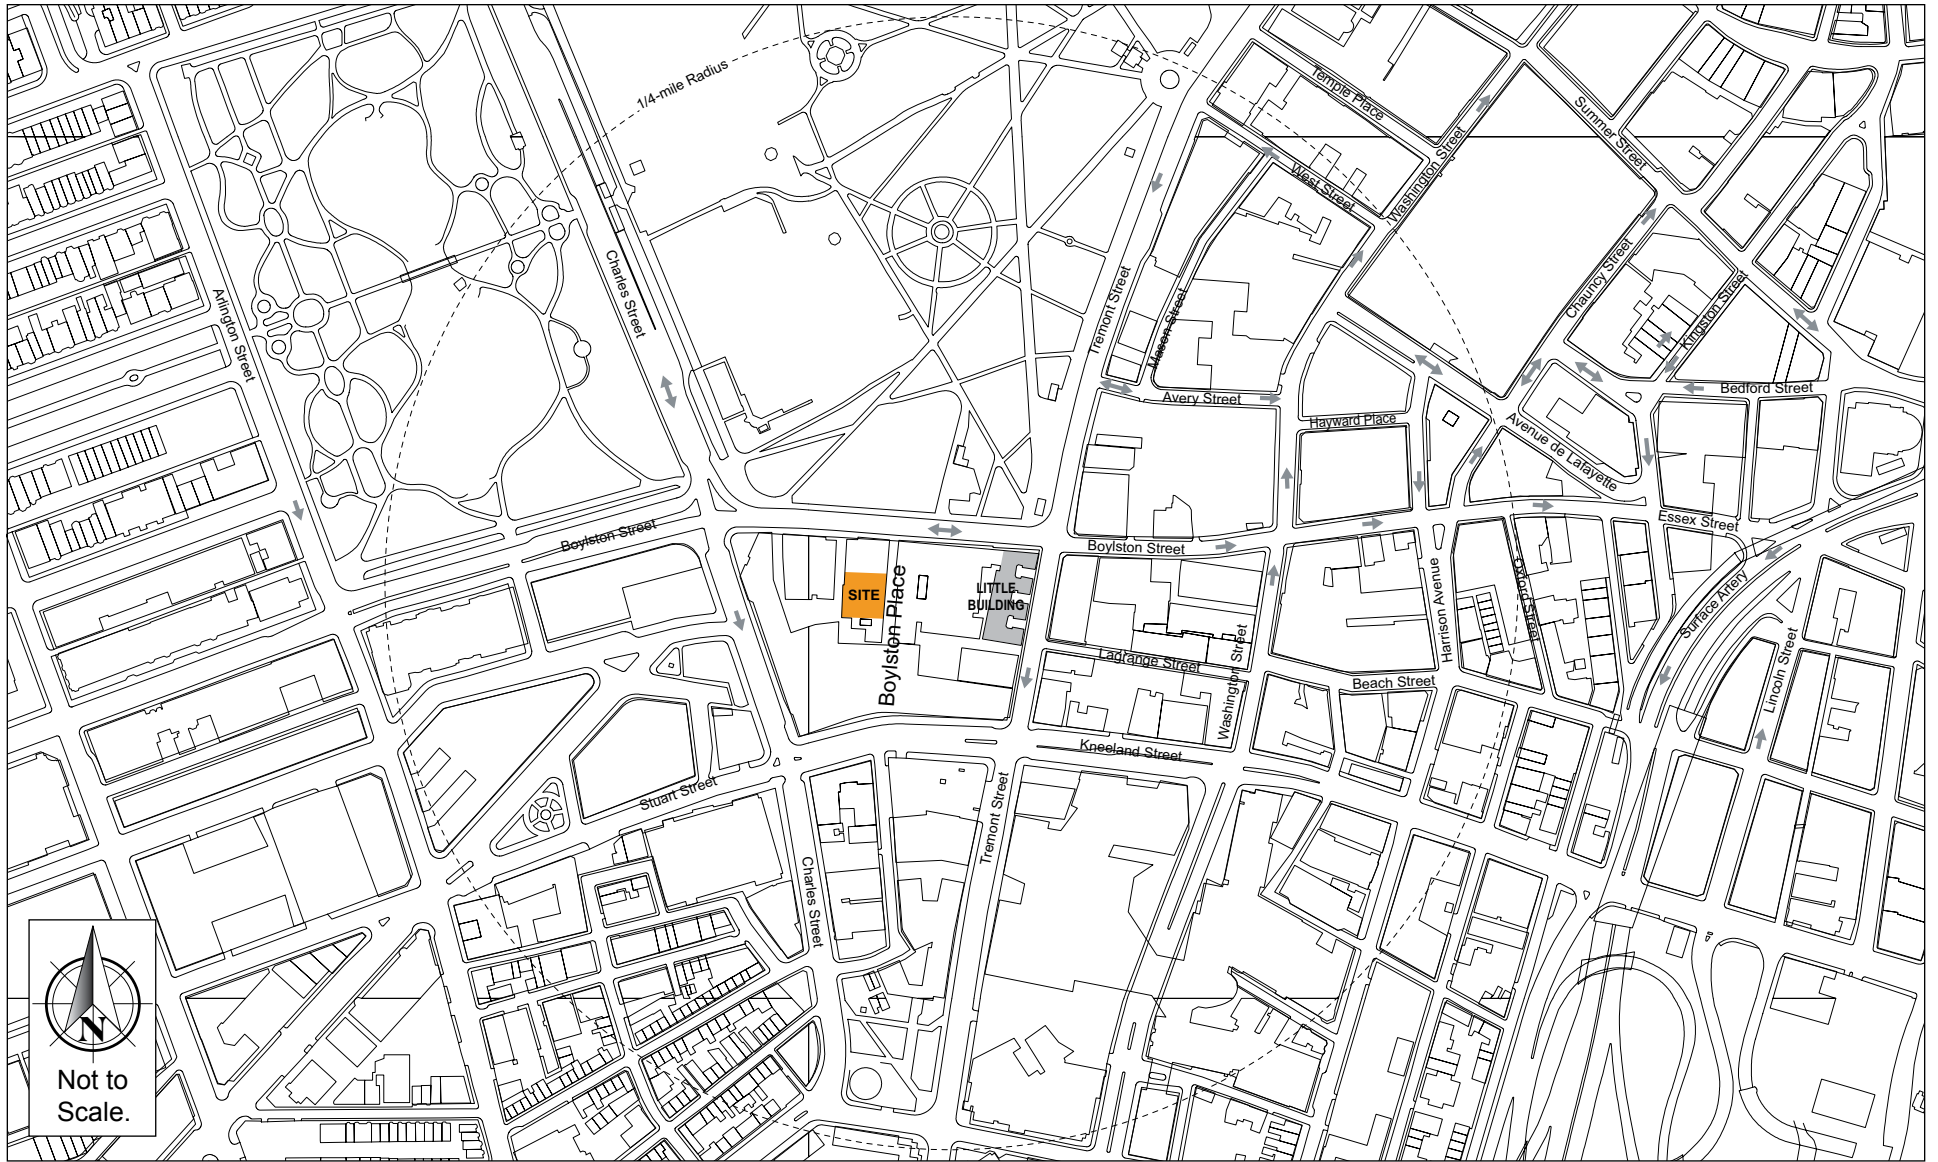 1/4-mile Radius
Temple Place
Summer Street
Washington Street
West Street
Charles Street
Arlington Street
Tremont Street
Mason Street
Chauncy Street
Kingston Street
Bedford Street
Avery Street
Hayward Place
Avenue de Lafayette
Essex Street
Boylston Street
Boylston Street
SITE
Boylston Place
LITTLE
BUILDING
Harrison Avenue
Oxford Street
Surface Artery
Lincoln Street
Lagrange Street
Washington Street
Beach Street
Kneeland Street
Stuart Street
Tremont Street
Charles Street
N
Not to
Scale.